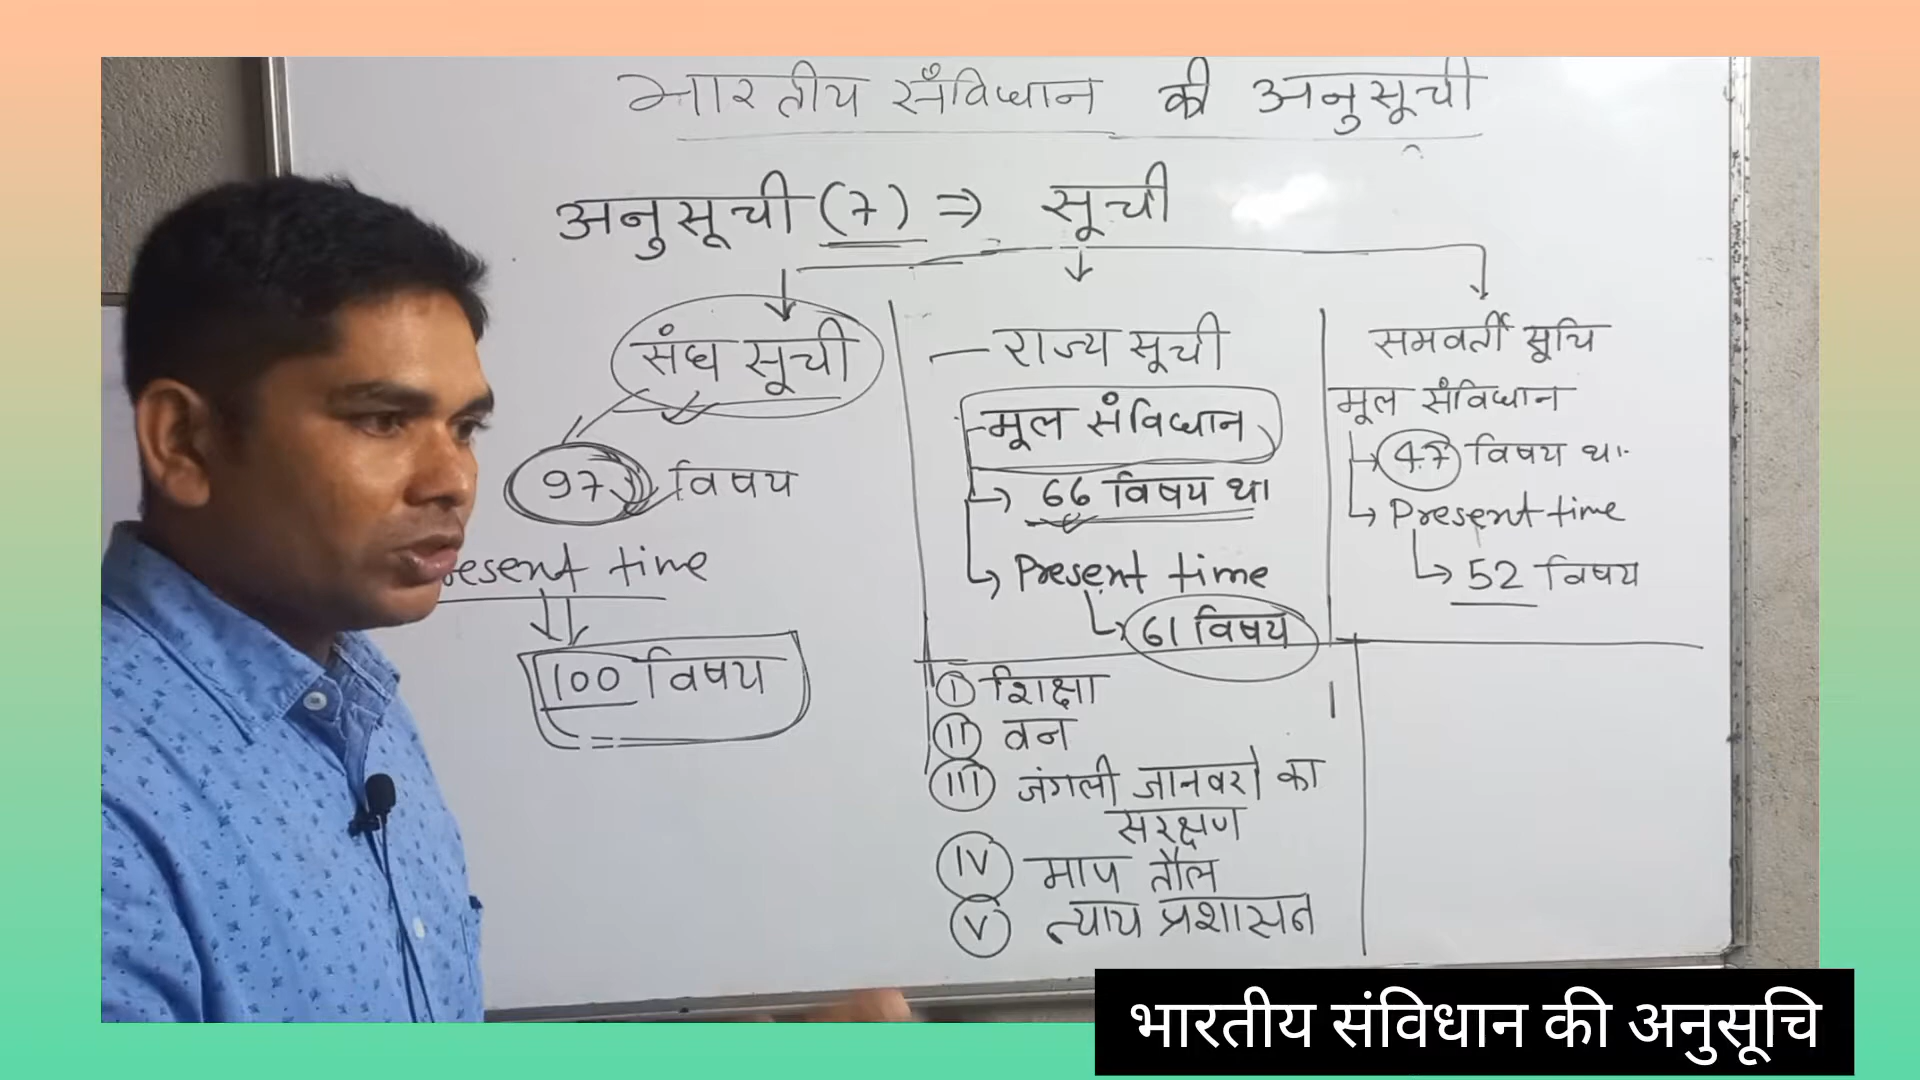 भारतीय सँविधान की अनुसूची
अनुसूची (7) ⇒ सूची
संघ सूची
97 विषय
esent time
100 विषय
राज्य सूची
मूल संविधान
66 विषय था
Present time
61 विषय
I शिक्षा
II वन
III जंगली जानवरो का
सरक्षण
IV माप तौल
V न्याय प्रशासन
समवर्ती सूचि
मूल संविधान
47 विषय था
Present time
52 विषय
भारतीय संविधान की अनुसूचि